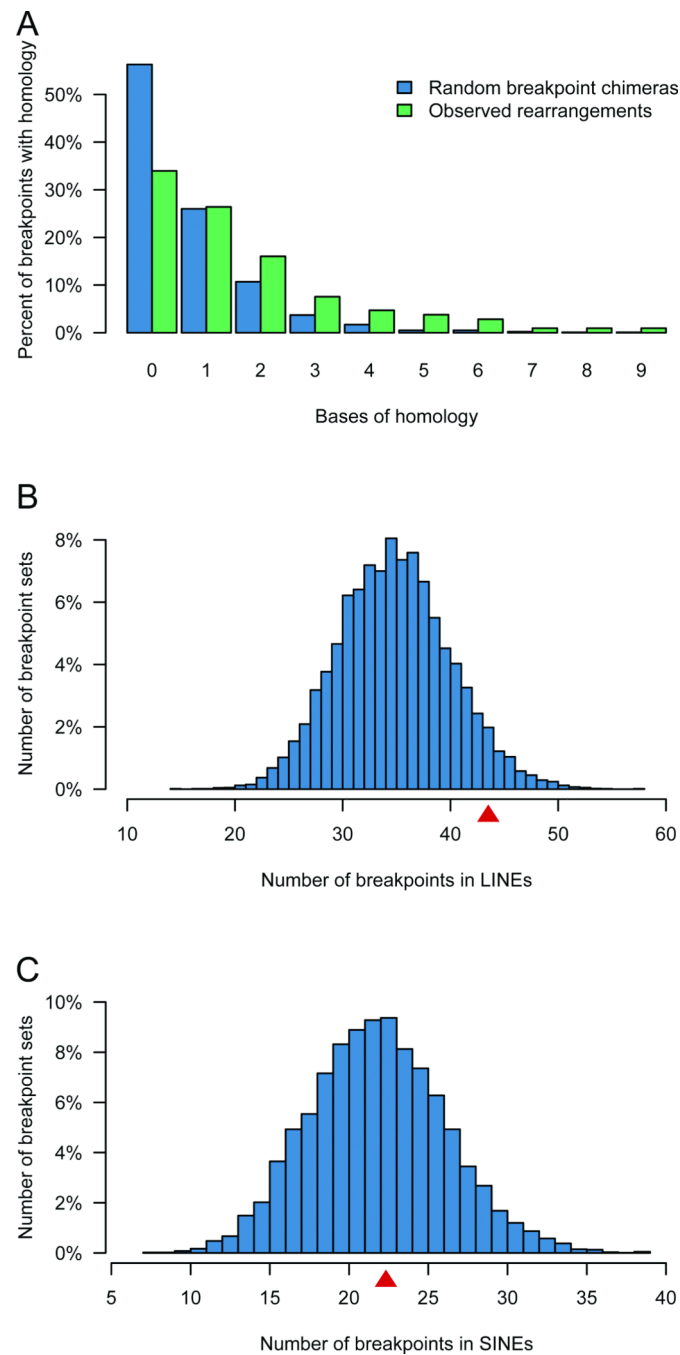 A
Percent of breakpoints with homology
50%
40%
30%
20%
10%
0%
Random breakpoint chimeras
Observed rearrangements
0 1 2 3 4 5 6 7 8 9
Bases of homology
B
Number of breakpoint sets
8%
6%
4%
2%
0%
10 20 30 40 50 60
Number of breakpoints in LINEs
C
Number of breakpoint sets
10%
8%
6%
4%
2%
0%
5 10 15 20 25 30 35 40
Number of breakpoints in SINEs